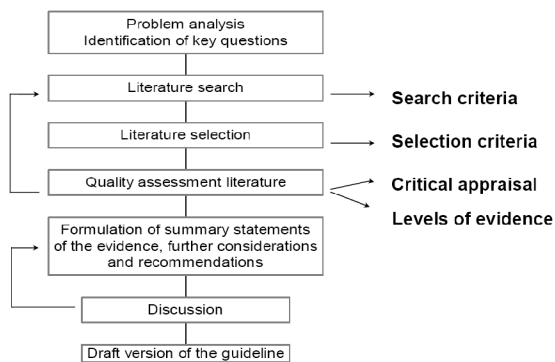 Problem analysis
Identification of key questions
Literature search
Search criteria
Literature selection
Selection criteria
Quality assessment literature
Critical appraisal
Levels of evidence
Formulation of summary statements
of the evidence, further considerations
and recommendations
Discussion
Draft version of the guideline